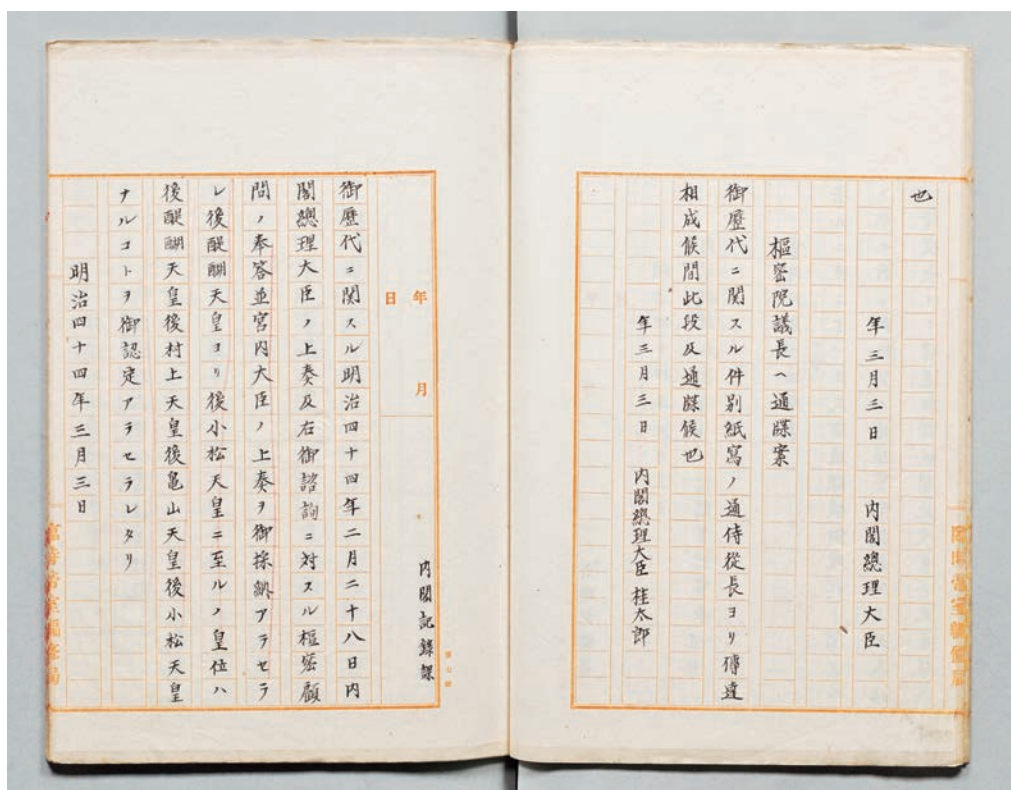 也
年三月三日　内閣總理大臣
樞密院議長ヘ通牒案
御歴代ニ関スル件別紙寫ノ通侍從長ヨリ傳達
相成候間此段及通牒候也
年三月三日　内閣總理大臣　桂太郎
年　月　日
内閣記録課
御歴代ニ関スル明治四十四年二月二十八日内
閣總理大臣ノ上奏及右御諮詢ニ対スル樞密顧
問ノ奉答並宮内大臣ノ上奏ヲ御採納アラセラ
レ後醍醐天皇ヨリ後小松天皇ニ至ルノ皇位ハ
後醍醐天皇後村上天皇後亀山天皇後小松天皇
ナルコトヲ御認定アラセラレタリ
明治四十四年三月三日